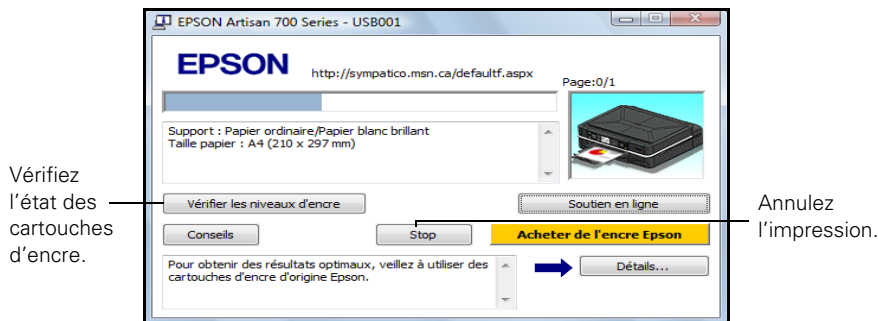 EPSON Artisan 700 Series - USB001
EPSON
http://sympatico.msn.ca/defaultf.aspx
Page:0/1
Support : Papier ordinaire/Papier blanc brillant
Taille papier : A4 (210 x 297 mm)
Vérifiez
l'état des
cartouches
d'encre.
Vérifier les niveaux d'encre
Soutien en ligne
Conseils
Stop
Acheter de l'encre Epson
Annulez
l'impression.
Pour obtenir des résultats optimaux, veillez à utiliser des
cartouches d'encre d'origine Epson.
Détails...